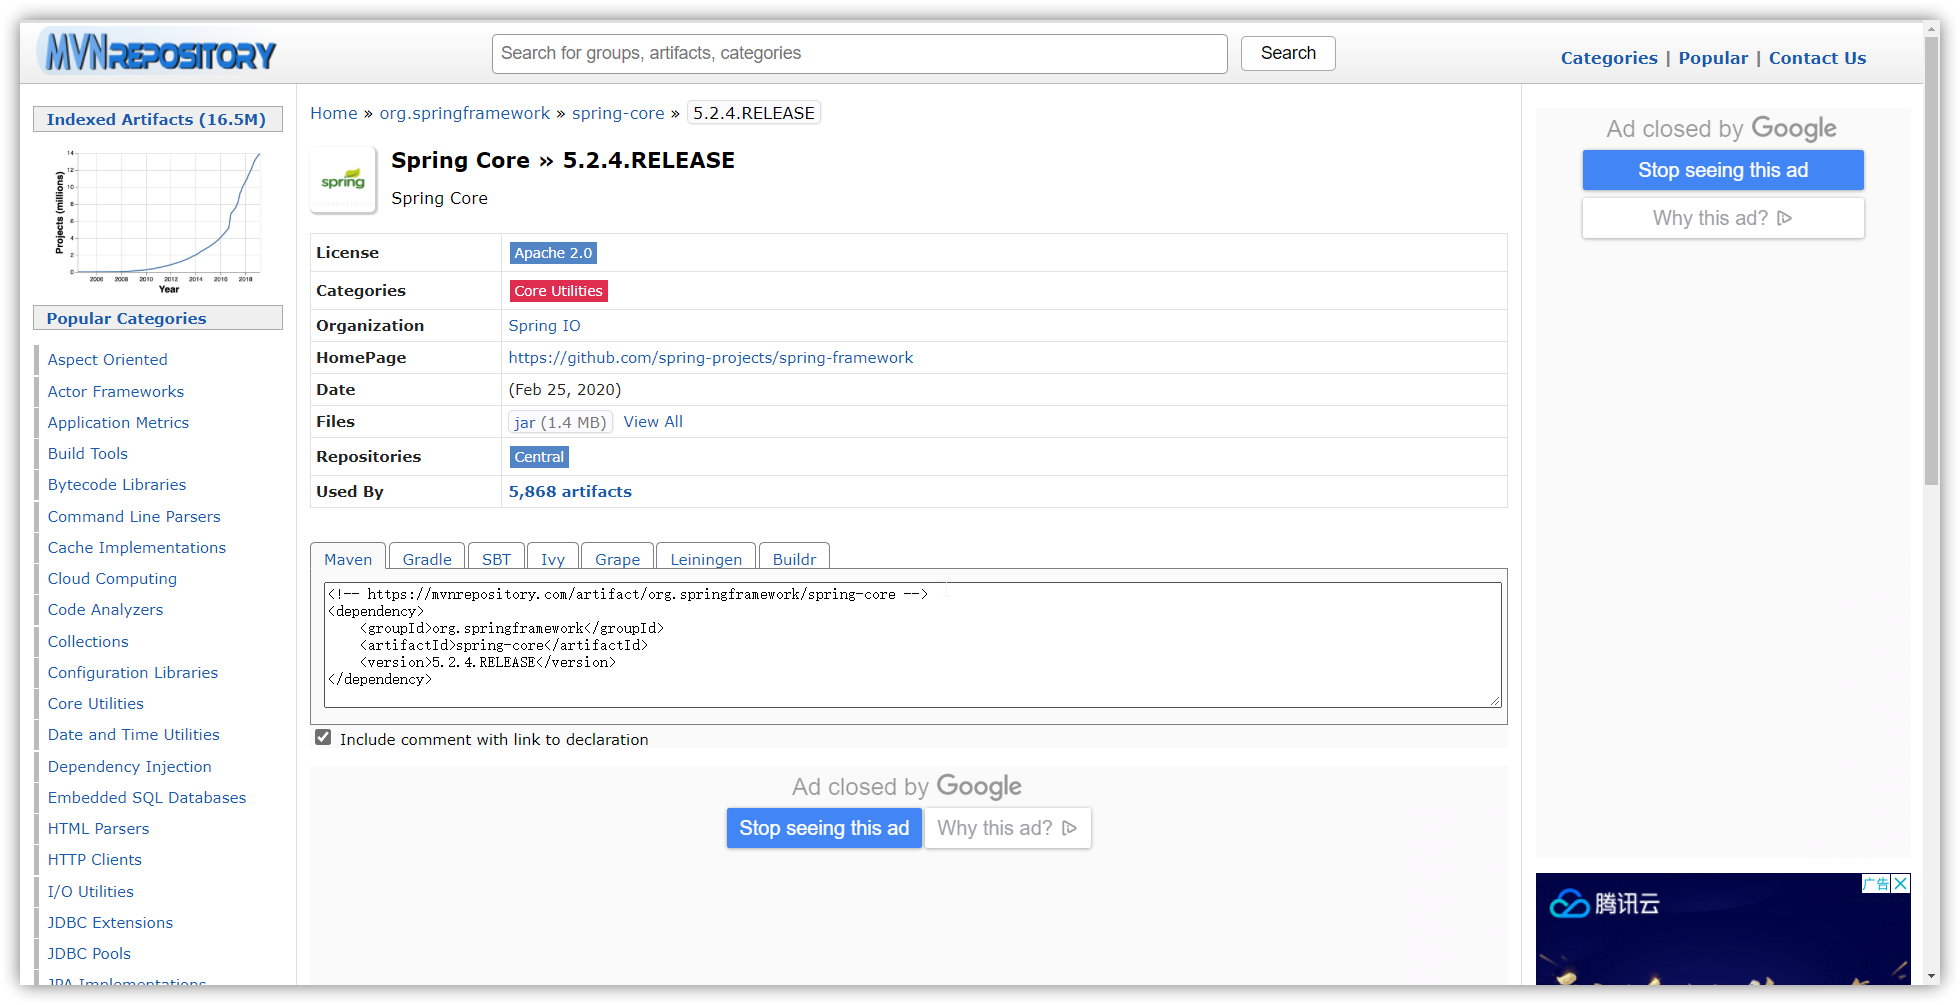 MVNREPOSITORY
Search for groups, artifacts, categories
Search
Categories | Popular | Contact Us
Indexed Artifacts (16.5M)
Projects (millions)
14
12
10
8
6
4
2
0
2006 2008 2010 2012 2014 2016 2018
Year
Popular Categories
Aspect Oriented
Actor Frameworks
Application Metrics
Build Tools
Bytecode Libraries
Command Line Parsers
Cache Implementations
Cloud Computing
Code Analyzers
Collections
Configuration Libraries
Core Utilities
Date and Time Utilities
Dependency Injection
Embedded SQL Databases
HTML Parsers
HTTP Clients
I/O Utilities
JDBC Extensions
JDBC Pools
JPA Implementations
Home » org.springframework » spring-core » 5.2.4.RELEASE
spring
Spring Core » 5.2.4.RELEASE
Spring Core
License Apache 2.0
Categories Core Utilities
Organization Spring IO
HomePage https://github.com/spring-projects/spring-framework
Date (Feb 25, 2020)
Files jar (1.4 MB) View All
Repositories Central
Used By 5,868 artifacts
Maven Gradle SBT Ivy Grape Leiningen Buildr
<!-- https://mvnrepository.com/artifact/org.springframework/spring-core -->
<dependency>
    <groupId>org.springframework</groupId>
    <artifactId>spring-core</artifactId>
    <version>5.2.4.RELEASE</version>
</dependency>
Include comment with link to declaration
Ad closed by Google
Stop seeing this ad
Why this ad?
Ad closed by Google
Stop seeing this ad
Why this ad?
广告
腾讯云